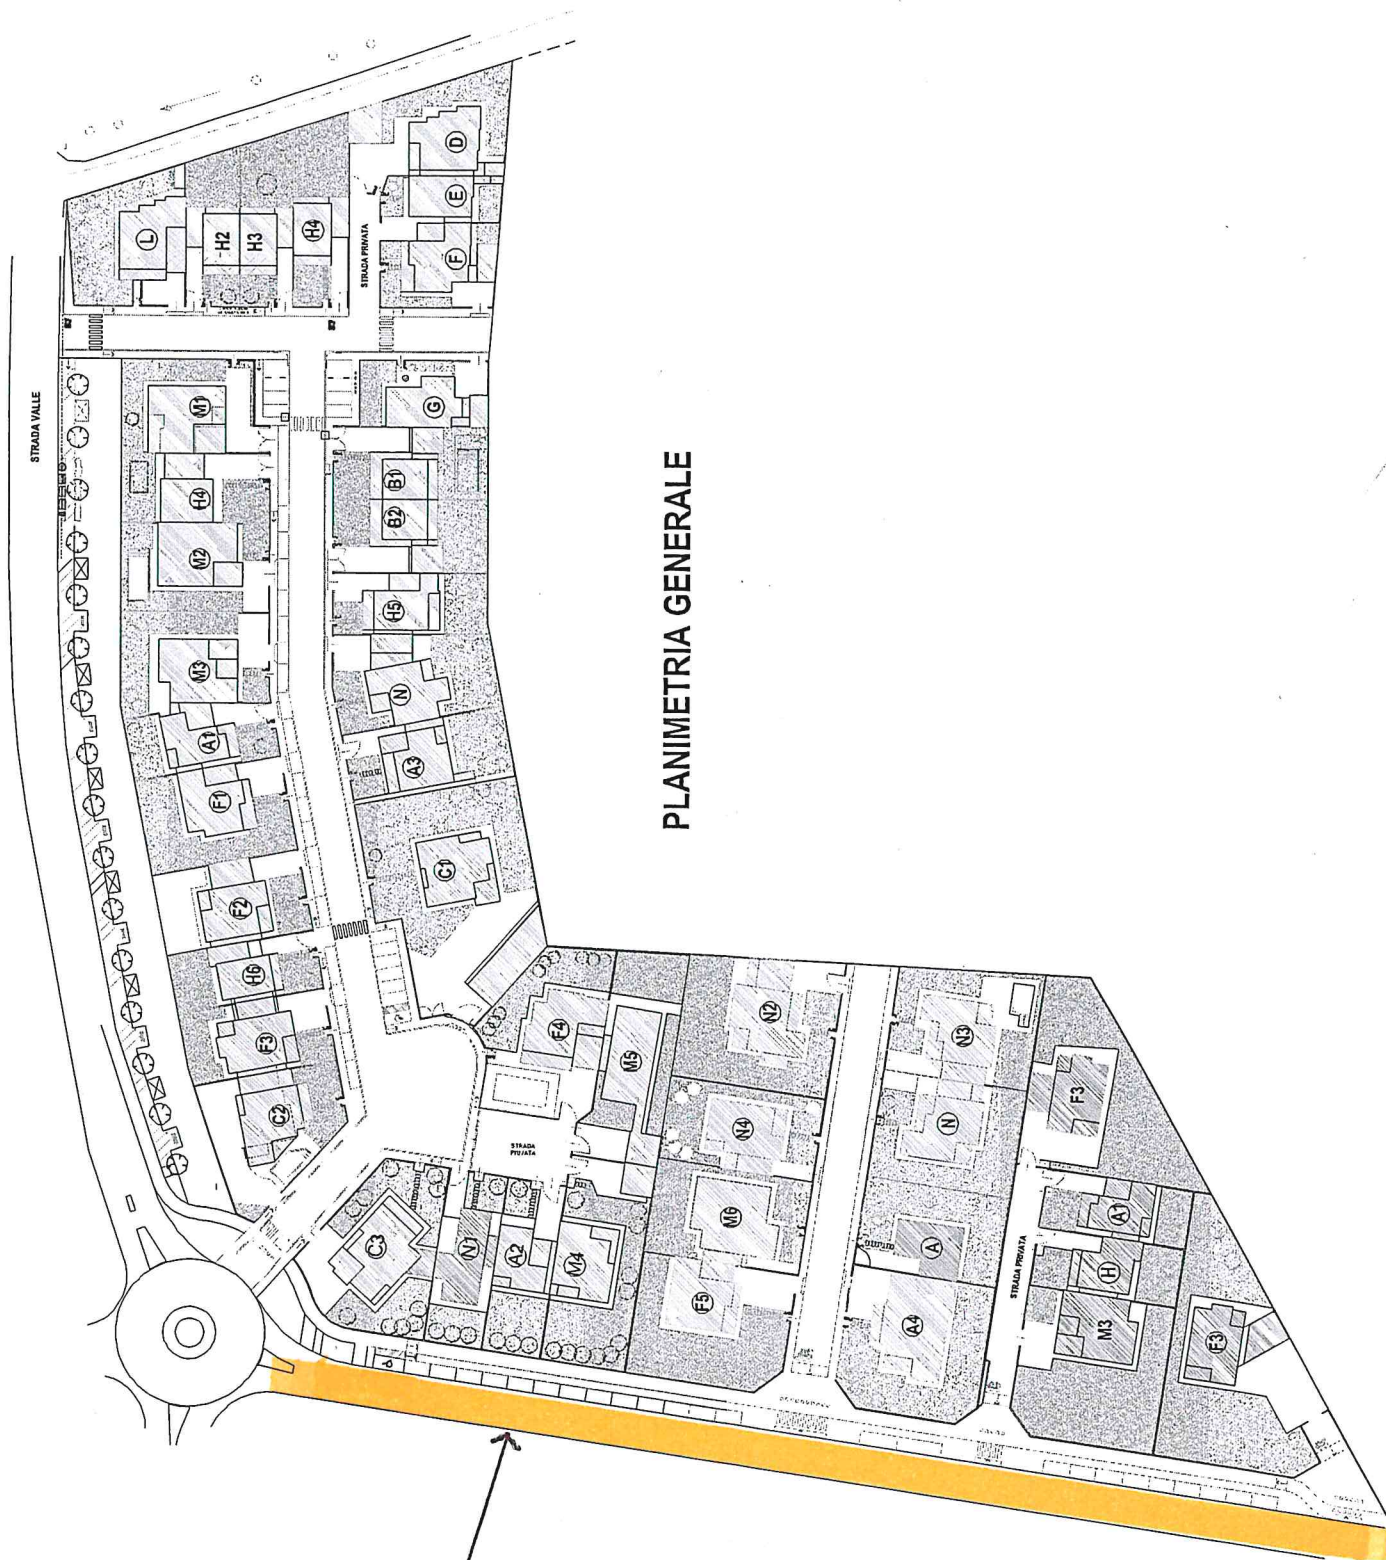 STRADA VALLE
PLANIMETRIA GENERALE
D
E
F
L
H2
H3
H4
STRADA PRIVATA
M1
H4
M2
M3
A1
F1
F2
H6
F3
C2
G
B1
B2
H5
N
A3
C1
F4
M5
STRADA
C3
N1
A2
M4
N2
N4
M6
F5
N3
N
A
A4
F3
A1
H
M3
STRADA PRIVATA
F3